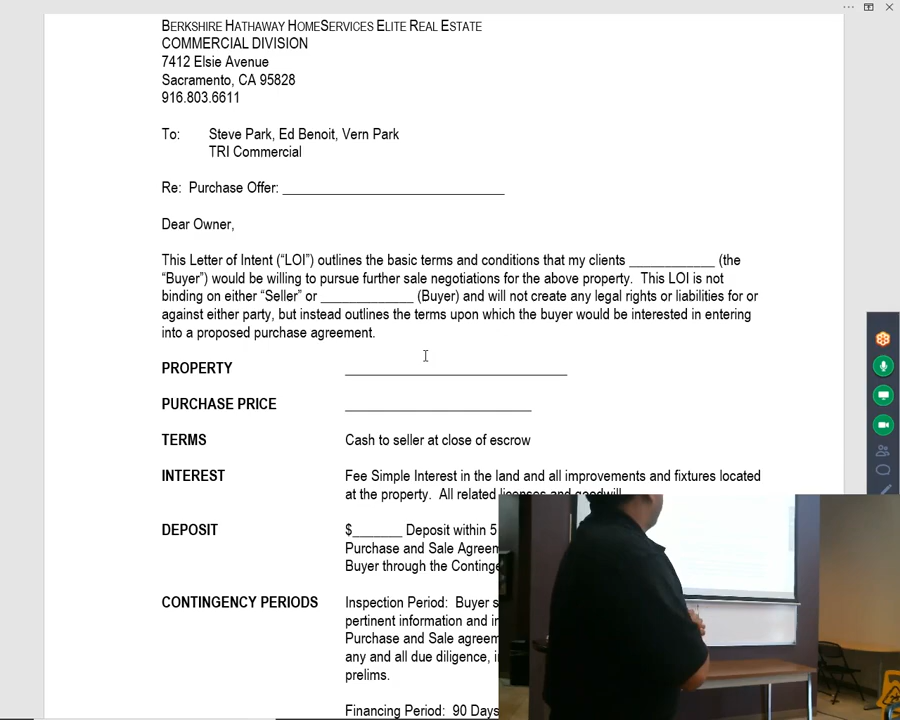 BERKSHIRE HATHAWAY HOMESERVICES ELITE REAL ESTATE
COMMERCIAL DIVISION
7412 Elsie Avenue
Sacramento, CA 95828
916.803.6611
To: Steve Park, Ed Benoit, Vern Park
TRI Commercial
Re: Purchase Offer: ______________________________
Dear Owner,
This Letter of Intent (“LOI”) outlines the basic terms and conditions that my clients ____________ (the
“Buyer”) would be willing to pursue further sale negotiations for the above property. This LOI is not
binding on either “Seller” or _____________ (Buyer) and will not create any legal rights or liabilities for or
against either party, but instead outlines the terms upon which the buyer would be interested in entering
into a proposed purchase agreement.
PROPERTY ______________________________
PURCHASE PRICE _________________________
TERMS Cash to seller at close of escrow
INTEREST Fee Simple Interest in the land and all improvements and fixtures located
at the property. All related licenses and goodwill
DEPOSIT $_______ Deposit within 5
Purchase and Sale Agreem
Buyer through the Continge
CONTINGENCY PERIODS Inspection Period: Buyer s
pertinent information and in
Purchase and Sale agreem
any and all due diligence, i
prelims.
Financing Period: 90 Days